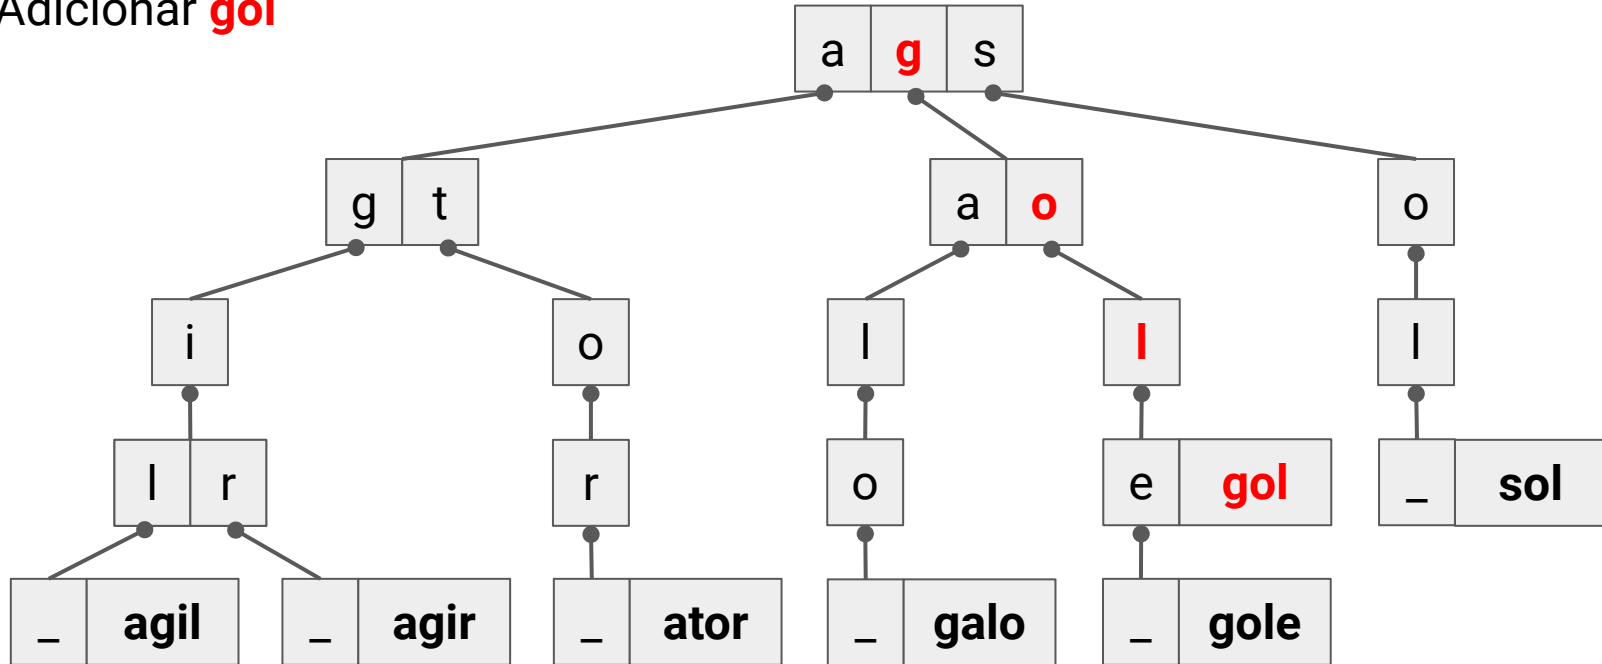 Adicionar gol
a g s
g t a o o
i o l l l
l r r o e gol _ sol
_ agil _ agir _ ator _ galo _ gole